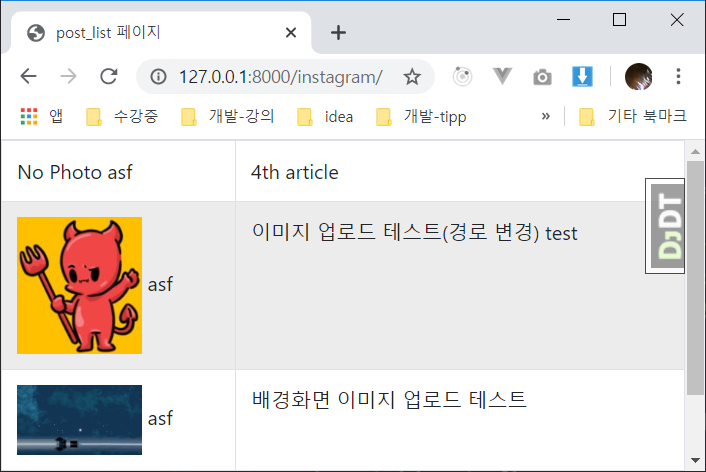 post_list 페이지
127.0.0.1:8000/instagram/
앱 수강중 개발-강의 idea 개발-tipp » 기타 북마크
No Photo asf 4th article
DJDT
asf 이미지 업로드 테스트(경로 변경) test
asf 배경화면 이미지 업로드 테스트